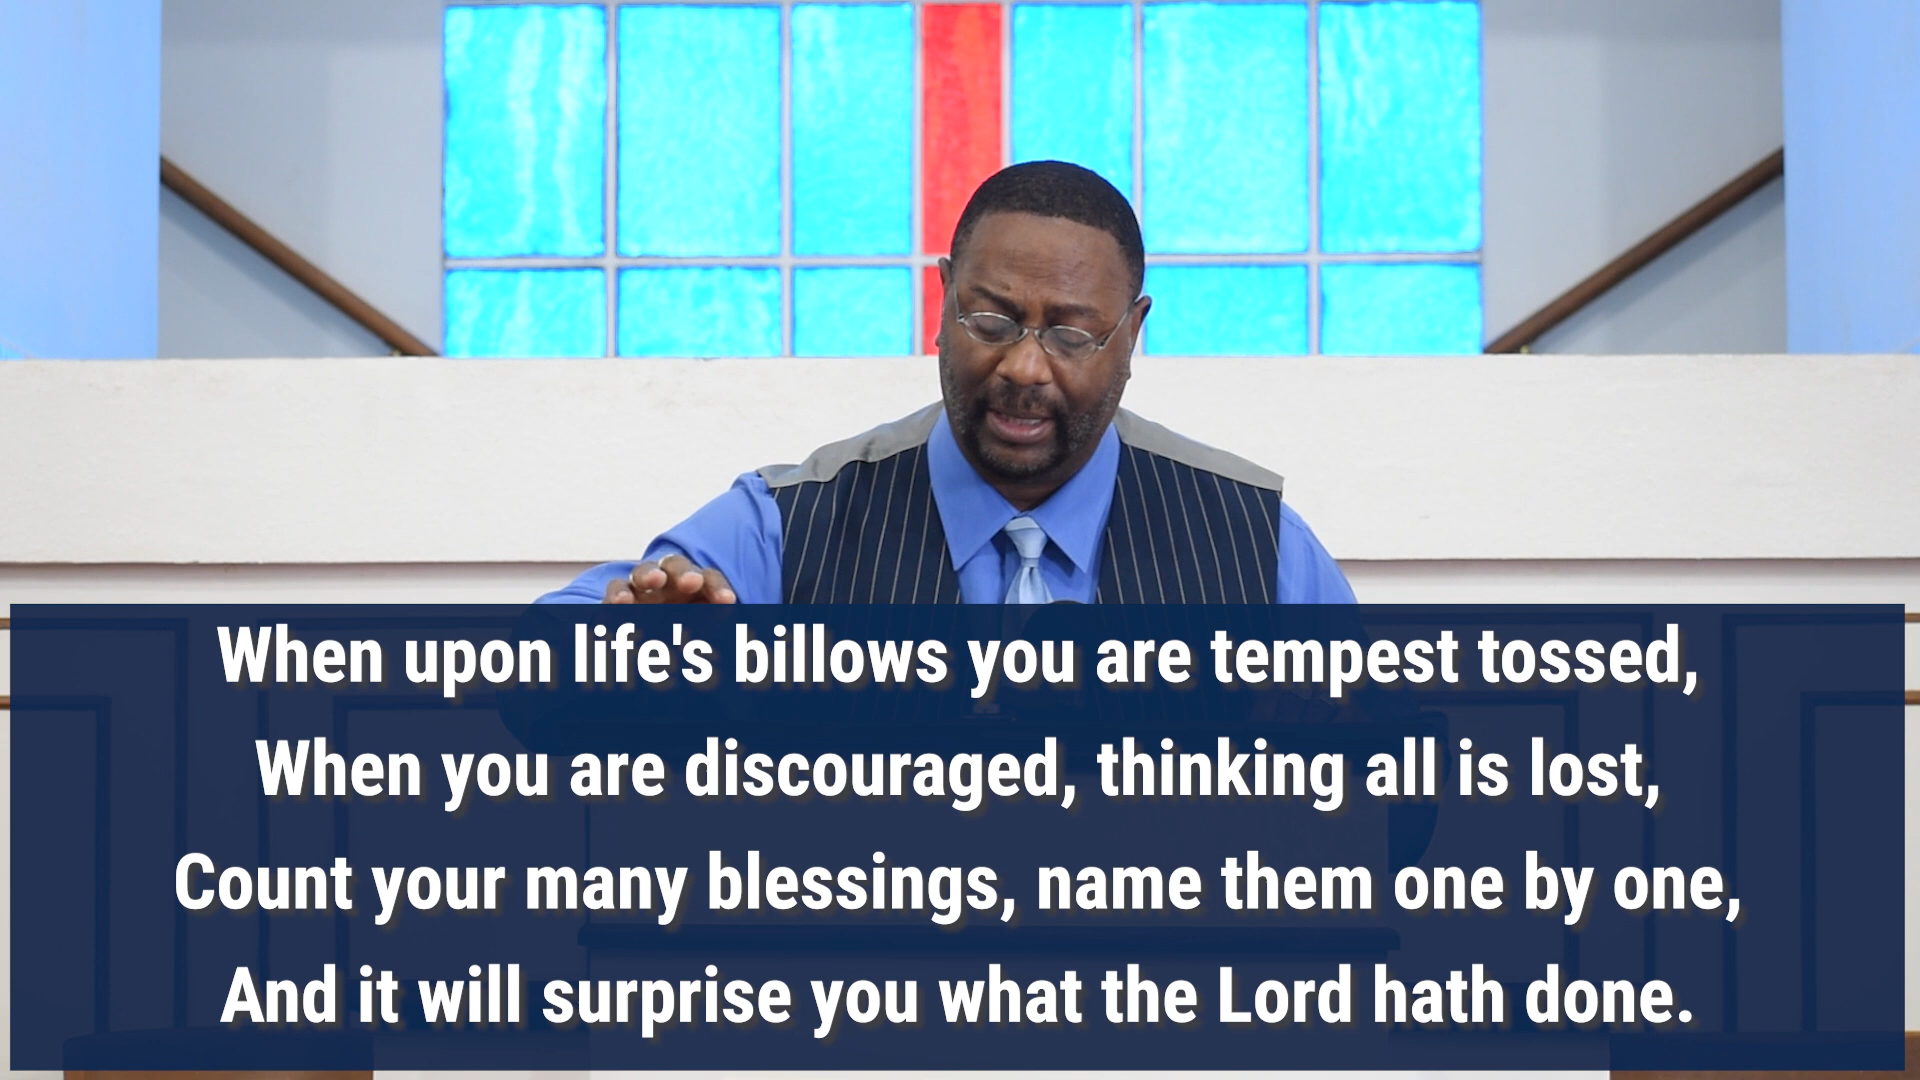 When upon life's billows you are tempest tossed,
When you are discouraged, thinking all is lost,
Count your many blessings, name them one by one,
And it will surprise you what the Lord hath done.